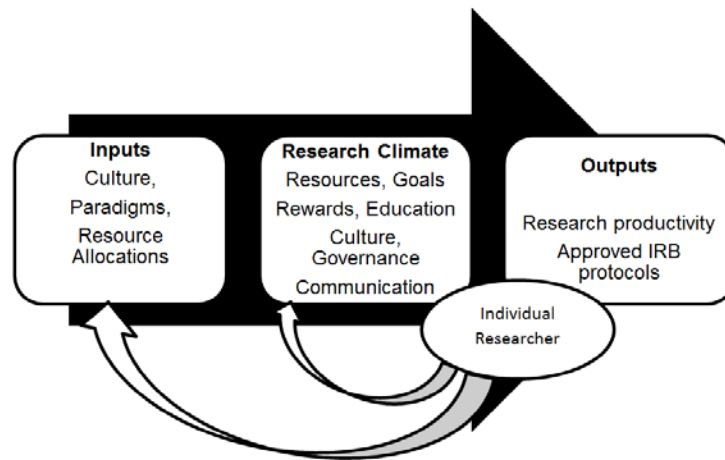 Inputs
Culture,
Paradigms,
Resource
Allocations
Research Climate
Resources, Goals
Rewards, Education
Culture,
Governance
Communication
Outputs
Research productivity
Approved IRB
protocols
Individual
Researcher